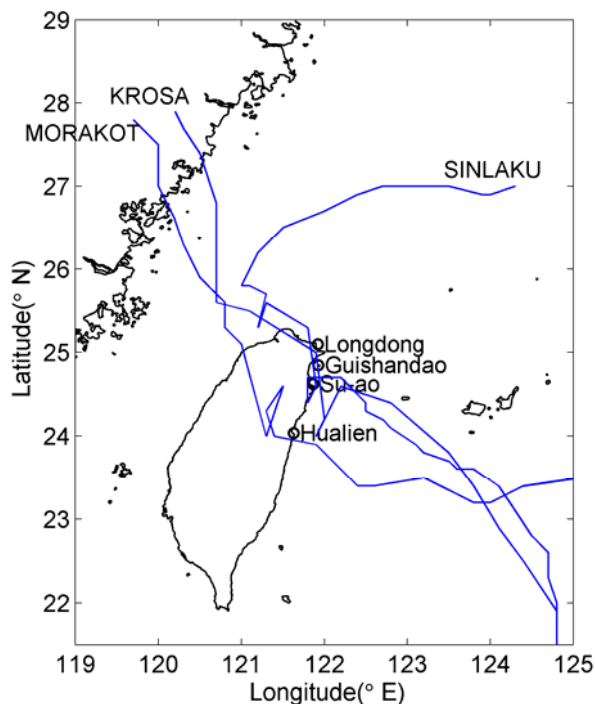 29
28
27
26
25
24
23
22
Latitude(° N)
KROSA
MORAKOT
SINLAKU
Longdong
Guishandao
Su-ao
Hualien
119
120
121
122
123
124
125
Longitude(° E)